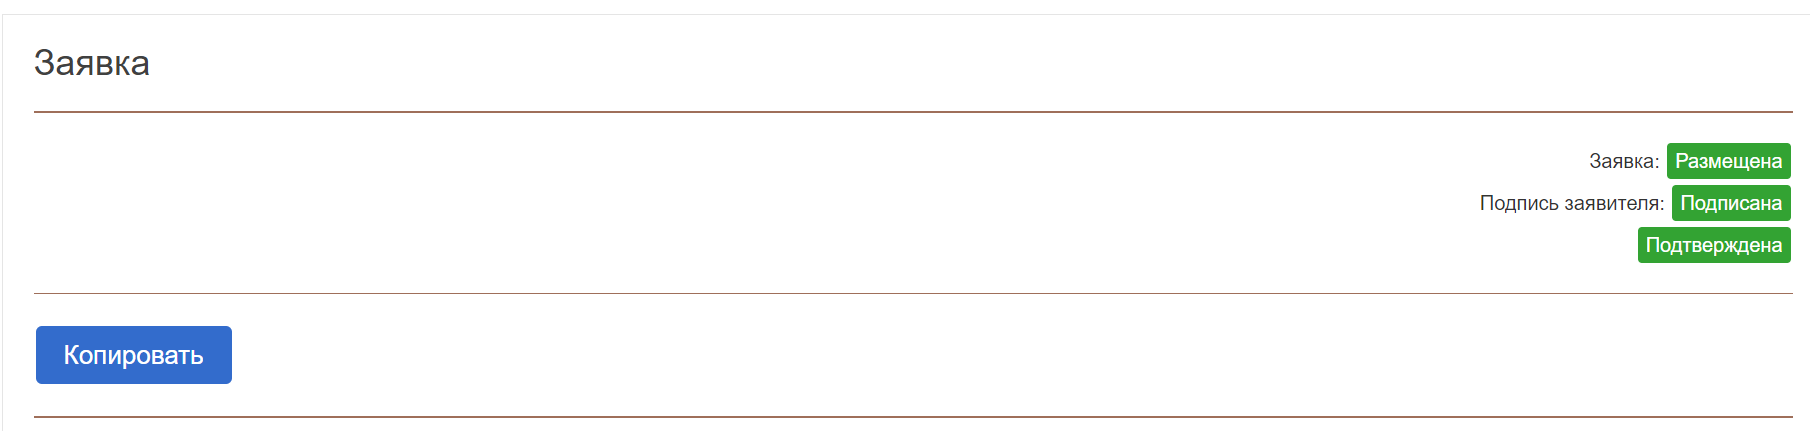 Заявка
Заявка: Размещена
Подпись заявителя: Подписана
Подтверждена
Копировать